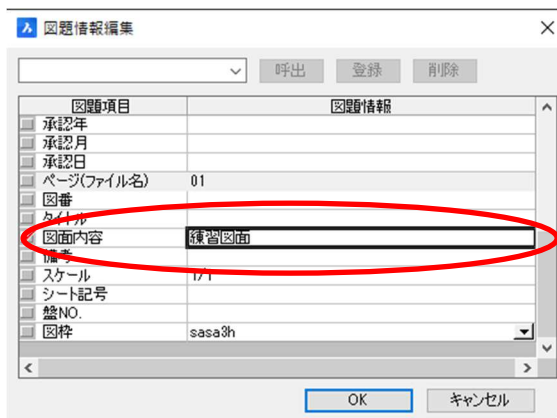 図題情報編集
呼出 登録 削除
図題項目 図題情報
承認年
承認月
承認日
ページ(ファイル名) 01
図番
タイトル
図面内容 練習図面
備考
スケール 1/1
シート記号
盤NO.
図枠 sasa3h
OK キャンセル